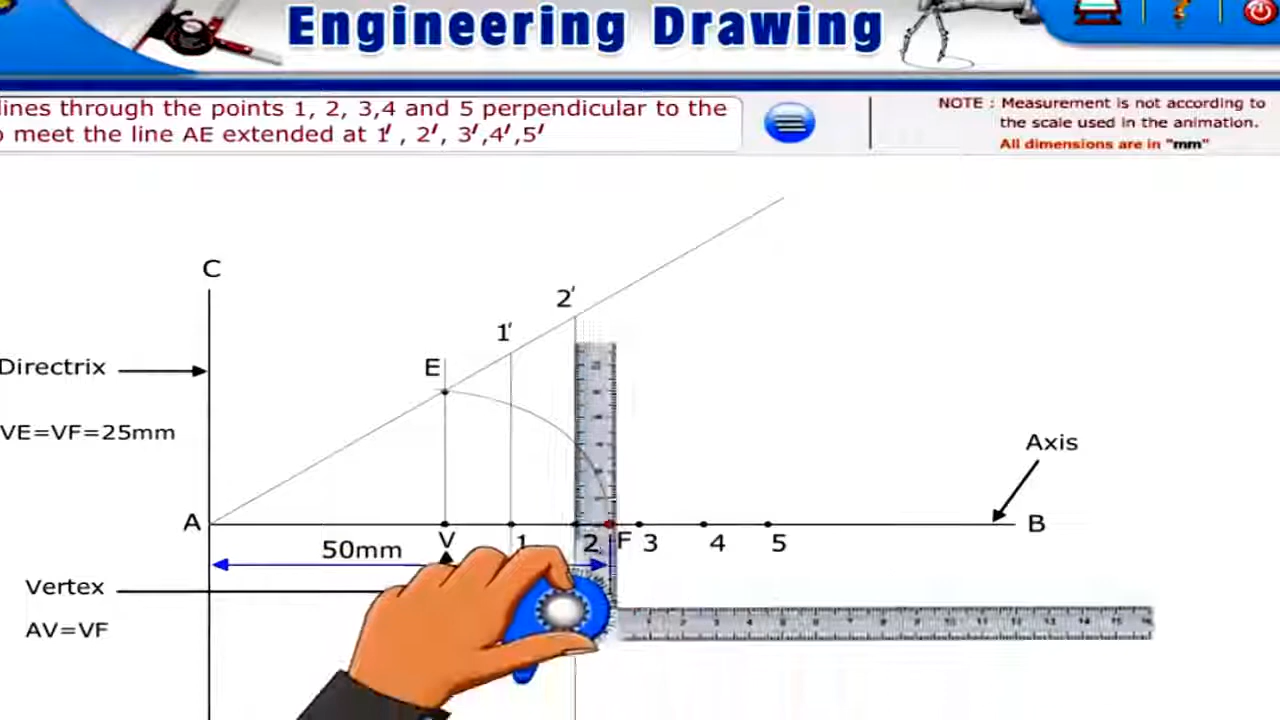 Engineering Drawing
lines through the points 1, 2, 3,4 and 5 perpendicular to the
meet the line AE extended at 1′ , 2′, 3′,4′,5′
NOTE : Measurement is not according to
the scale used in the animation.
All dimensions are in "mm"
C
2′
1′
E
Directrix
VE=VF=25mm
Axis
A
B
V
1
2
F
3
4
5
50mm
Vertex
AV=VF